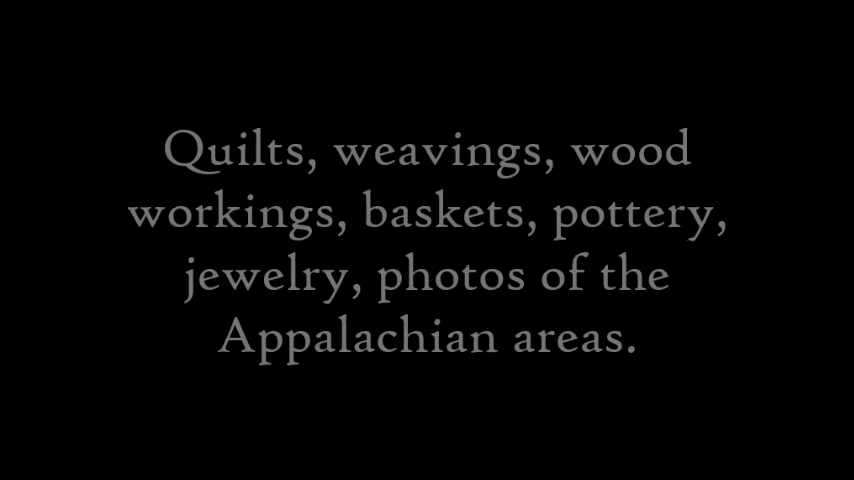 Quilts, weavings, wood
workings, baskets, pottery,
jewelry, photos of the
Appalachian areas.